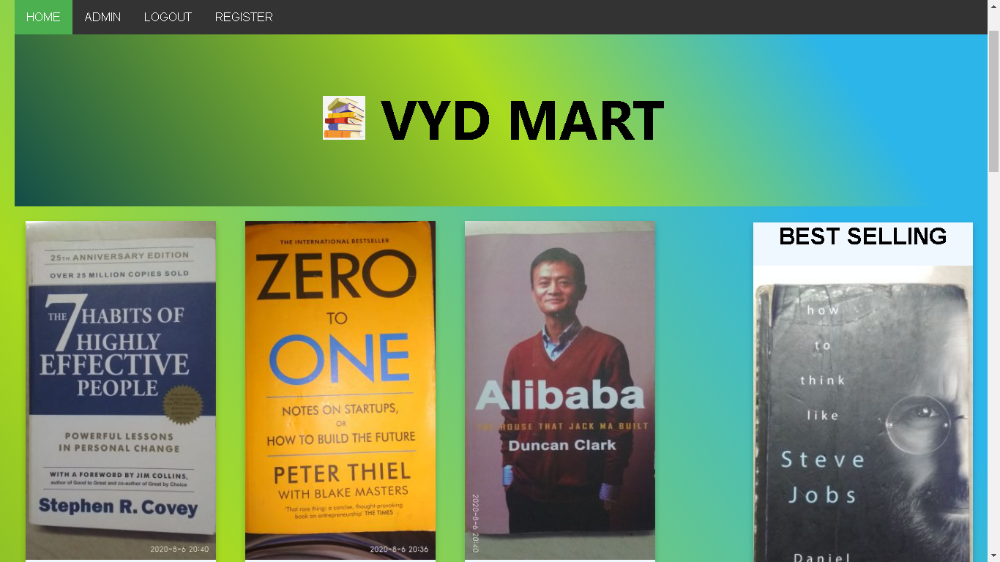 HOME ADMIN LOGOUT REGISTER
VYD MART
25TH ANNIVERSARY EDITION
OVER 25 MILLION COPIES SOLD
THE 7 HABITS OF
HIGHLY
EFFECTIVE
PEOPLE
POWERFUL LESSONS
IN PERSONAL CHANGE
WITH A FOREWORD BY JIM COLLINS,
author of Good to Great and co-author of Great by Choice
Stephen R. Covey
2020-8-6 20:40
THE INTERNATIONAL BESTSELLER
ZERO
TO
ONE
NOTES ON STARTUPS,
OR
HOW TO BUILD THE FUTURE
PETER THIEL
WITH BLAKE MASTERS
'That rare thing: a concise, thought-provoking
book on entrepreneurship' THE TIMES
2020-8-6 20:36
Alibaba
THE HOUSE THAT JACK MA BUILT
Duncan Clark
2020-8-6 20:40
BEST SELLING
how
to
think
like
Steve
Jobs
Daniel